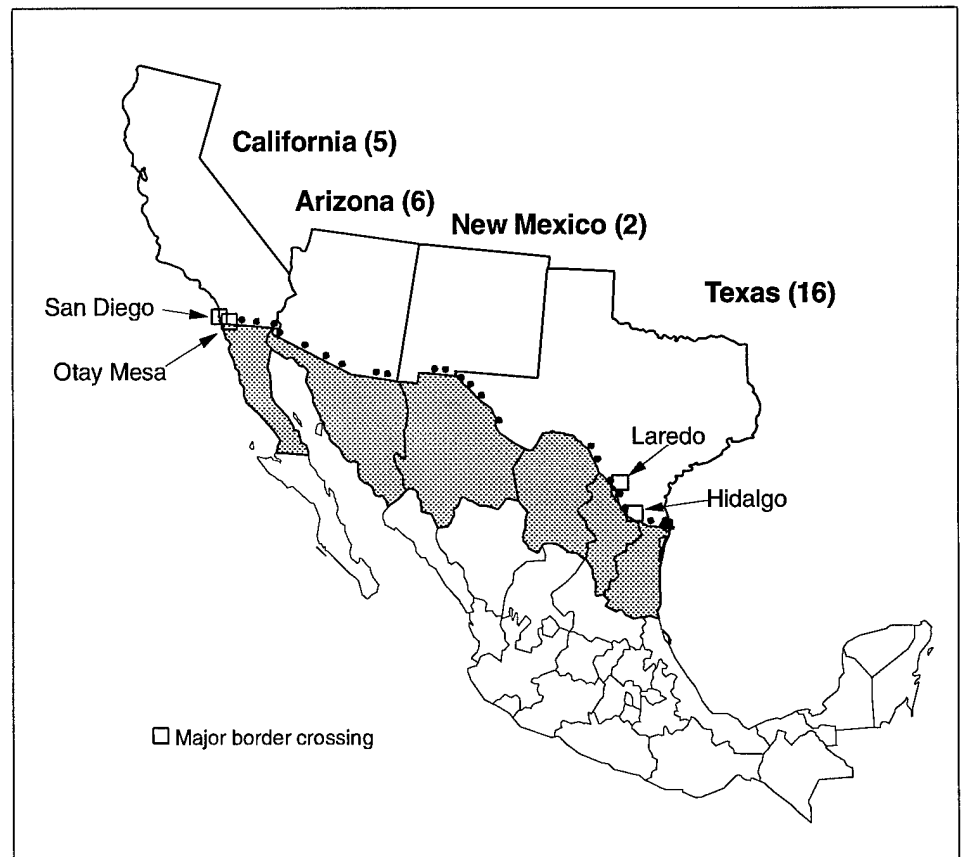 California (5)
Arizona (6)
New Mexico (2)
Texas (16)
San Diego
Otay Mesa
Laredo
Hidalgo
Major border crossing